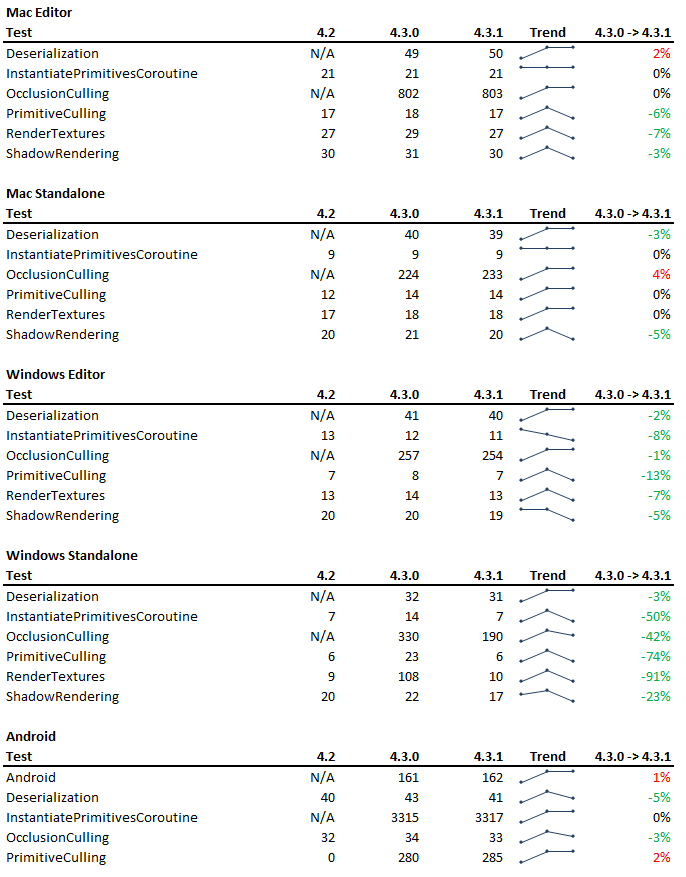 Mac Editor
Test 4.2 4.3.0 4.3.1 Trend 4.3.0 -> 4.3.1
Deserialization N/A 49 50 2%
InstantiatePrimitivesCoroutine 21 21 21 0%
OcclusionCulling N/A 802 803 0%
PrimitiveCulling 17 18 17 -6%
RenderTextures 27 29 27 -7%
ShadowRendering 30 31 30 -3%
Mac Standalone
Test 4.2 4.3.0 4.3.1 Trend 4.3.0 -> 4.3.1
Deserialization N/A 40 39 -3%
InstantiatePrimitivesCoroutine 9 9 9 0%
OcclusionCulling N/A 224 233 4%
PrimitiveCulling 12 14 14 0%
RenderTextures 17 18 18 0%
ShadowRendering 20 21 20 -5%
Windows Editor
Test 4.2 4.3.0 4.3.1 Trend 4.3.0 -> 4.3.1
Deserialization N/A 41 40 -2%
InstantiatePrimitivesCoroutine 13 12 11 -8%
OcclusionCulling N/A 257 254 -1%
PrimitiveCulling 7 8 7 -13%
RenderTextures 13 14 13 -7%
ShadowRendering 20 20 19 -5%
Windows Standalone
Test 4.2 4.3.0 4.3.1 Trend 4.3.0 -> 4.3.1
Deserialization N/A 32 31 -3%
InstantiatePrimitivesCoroutine 7 14 7 -50%
OcclusionCulling N/A 330 190 -42%
PrimitiveCulling 6 23 6 -74%
RenderTextures 9 108 10 -91%
ShadowRendering 20 22 17 -23%
Android
Test 4.2 4.3.0 4.3.1 Trend 4.3.0 -> 4.3.1
Android N/A 161 162 1%
Deserialization 40 43 41 -5%
InstantiatePrimitivesCoroutine N/A 3315 3317 0%
OcclusionCulling 32 34 33 -3%
PrimitiveCulling 0 280 285 2%